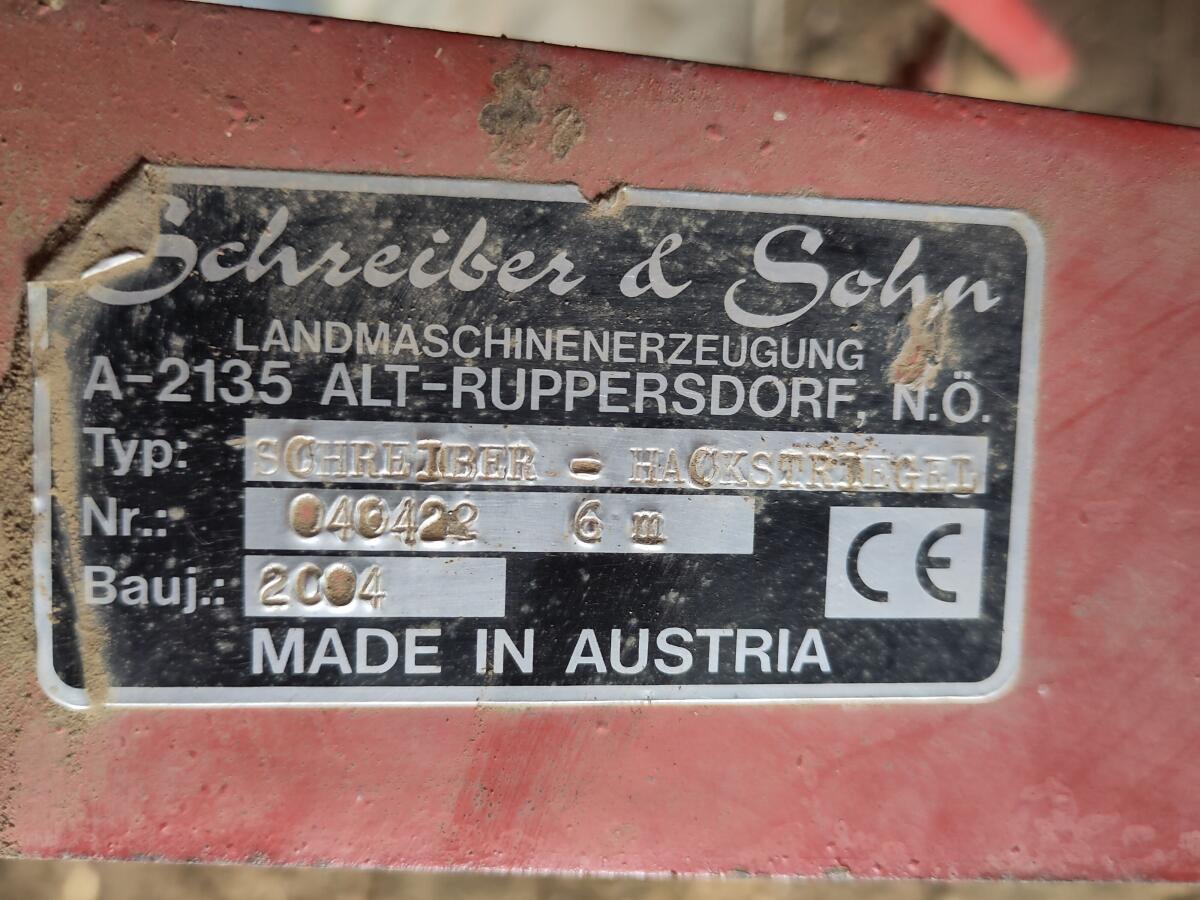 Schreiber & Sohn
LANDMASCHINENERZEUGUNG
A-2135 ALT-RUPPERSDORF, N.Ö.
Typ: SCHREIBER - HACKSTRIEGEL
Nr.: 040422 6 m
Bauj.: 2004
CE
MADE IN AUSTRIA